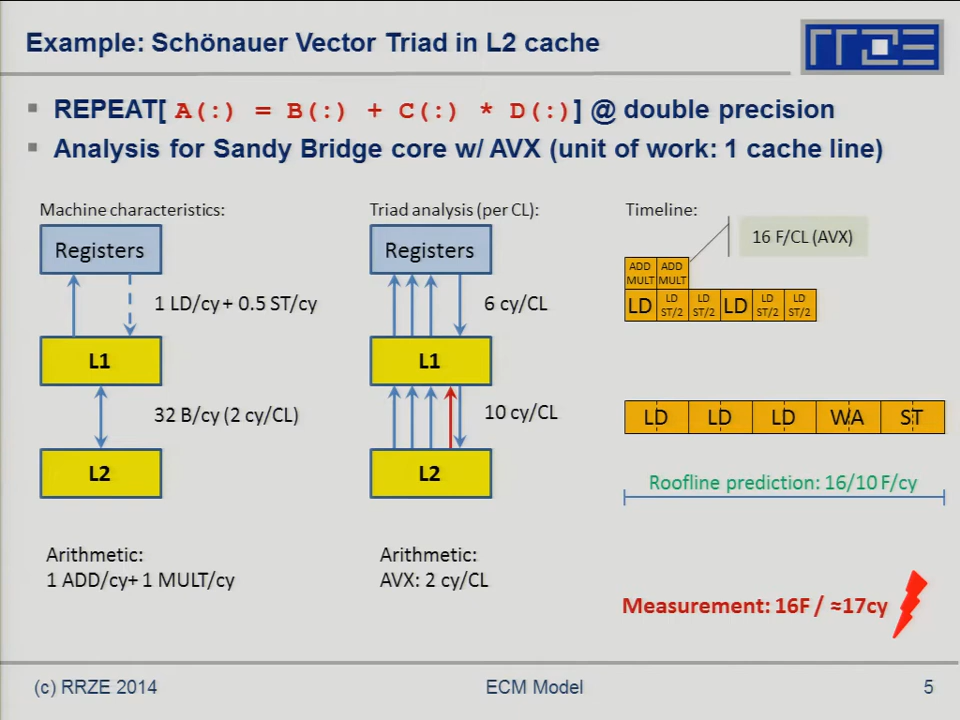 Example: Schönauer Vector Triad in L2 cache
RRZE
REPEAT[ A(:) = B(:) + C(:) * D(:)] @ double precision
Analysis for Sandy Bridge core w/ AVX (unit of work: 1 cache line)
Machine characteristics:
Registers
1 LD/cy + 0.5 ST/cy
L1
32 B/cy (2 cy/CL)
L2
Arithmetic:
1 ADD/cy+ 1 MULT/cy
Triad analysis (per CL):
Registers
6 cy/CL
L1
10 cy/CL
L2
Arithmetic:
AVX: 2 cy/CL
Timeline:
16 F/CL (AVX)
ADD ADD
MULT MULT
LD LD LD LD LD LD
ST/2 ST/2 ST/2 ST/2
LD LD LD WA ST
Roofline prediction: 16/10 F/cy
Measurement: 16F / ≈17cy
(c) RRZE 2014 ECM Model 5